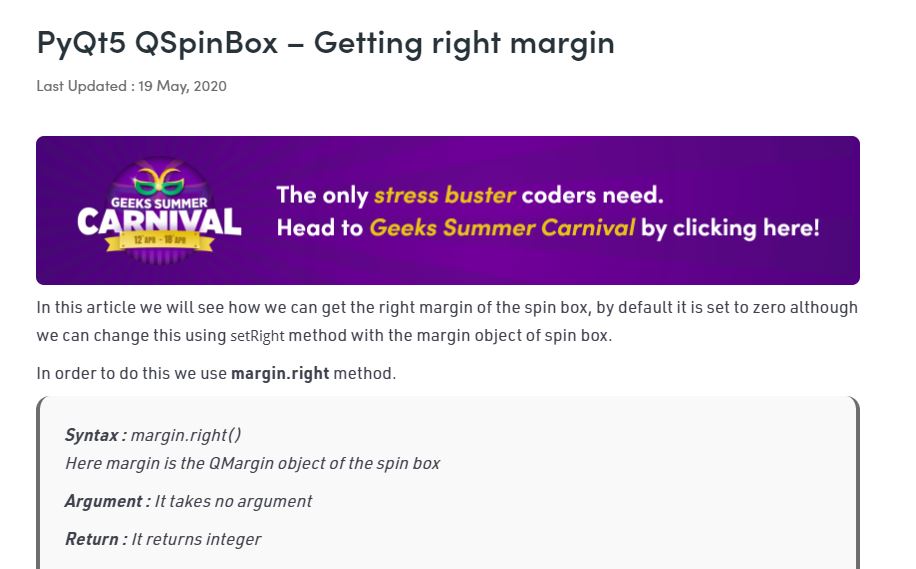 PyQt5 QSpinBox – Getting right margin
Last Updated : 19 May, 2020
GEEKS SUMMER
CARNIVAL
12 APR - 18 APR
The only stress buster coders need.
Head to Geeks Summer Carnival by clicking here!
In this article we will see how we can get the right margin of the spin box, by default it is set to zero although
we can change this using setRight method with the margin object of spin box.
In order to do this we use margin.right method.
Syntax : margin.right()
Here margin is the QMargin object of the spin box
Argument : It takes no argument
Return : It returns integer